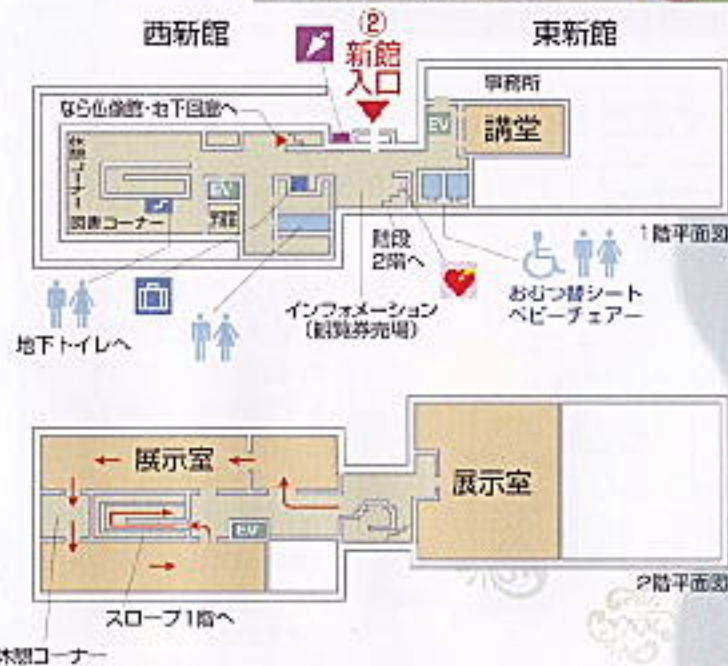 西新館
②
新館
入口
東新館
なら仏像館・地下回廊へ
事務所
EV
講堂
休憩コーナー
EV
図書コーナー
1階平面図
階段
2階へ
インフォメーション
(観覧券売場)
おむつ替シート
ベビーチェアー
地下トイレへ
展示室
展示室
EV
2階平面図
スロープ1階へ
休憩コーナー